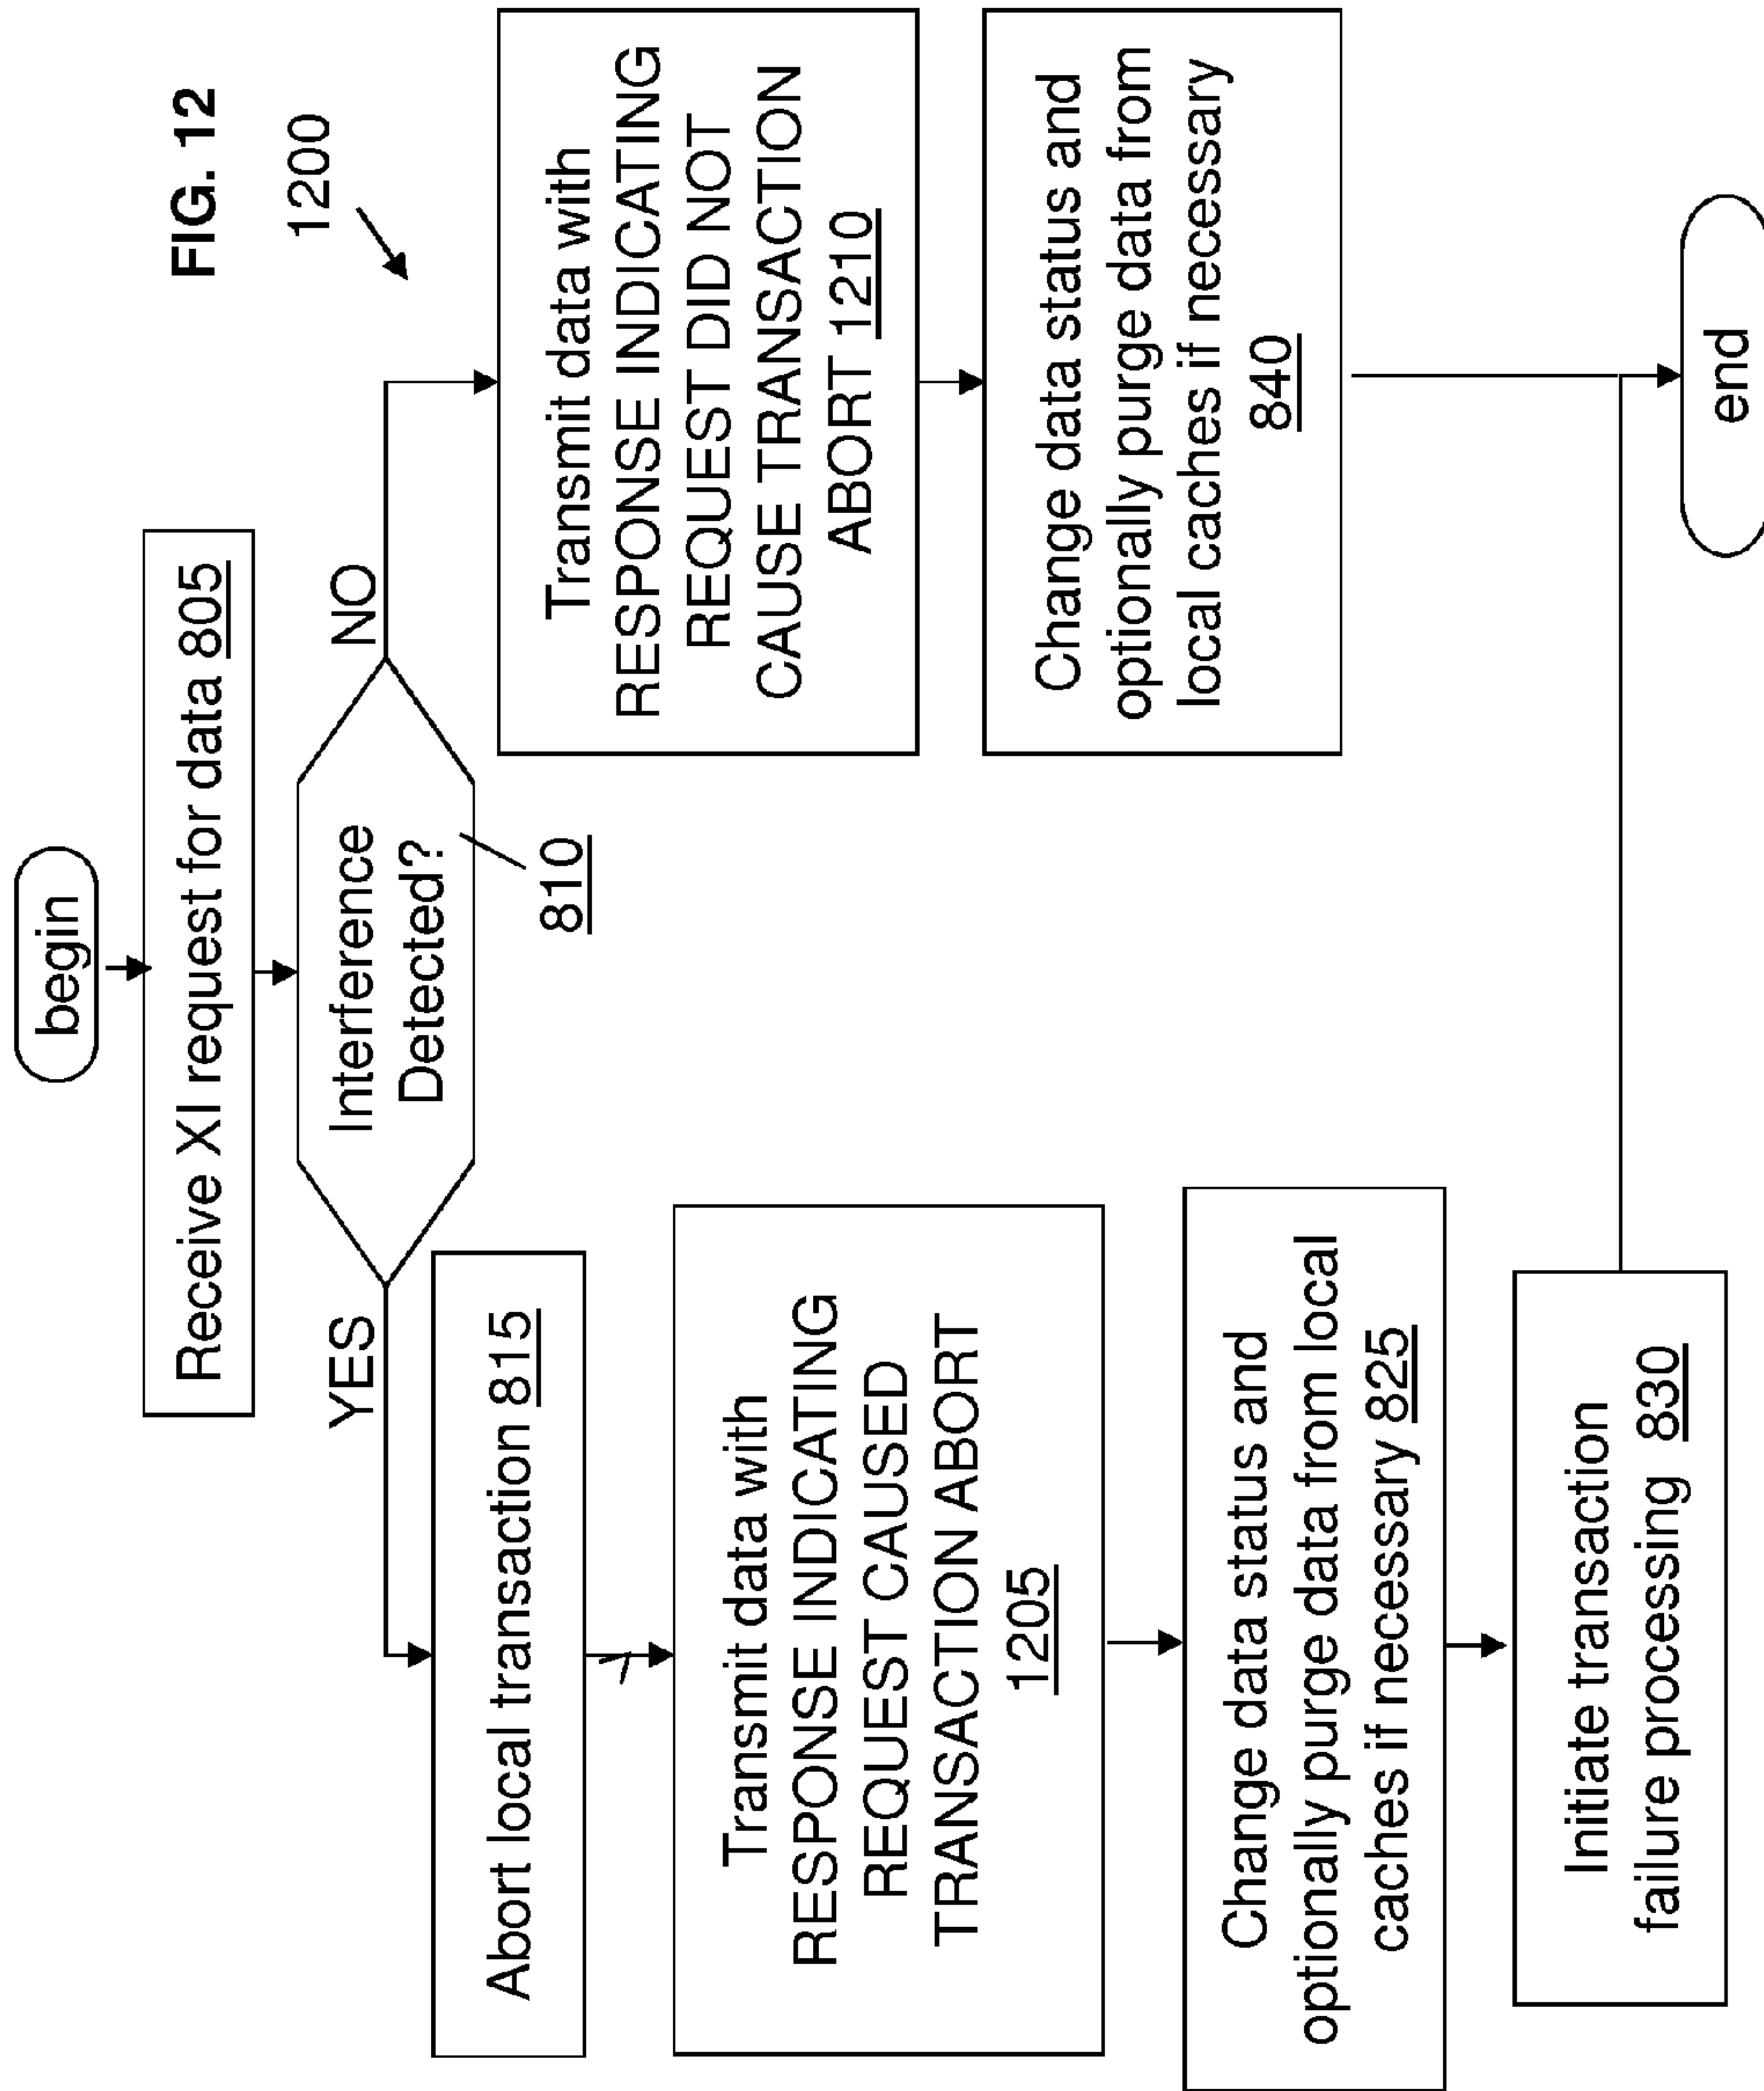 FIG. 12
1200
begin
Receive XI request for data 805
Interference
Detected?
810
YES
NO
Abort local transaction 815
Transmit data with
RESPONSE INDICATING
REQUEST CAUSED
TRANSACTION ABORT
1205
Change data status and
optionally purge data from local
caches if necessary 825
Initiate transaction
failure processing 830
Transmit data with
RESPONSE INDICATING
REQUEST DID NOT
CAUSE TRANSACTION
ABORT 1210
Change data status and
optionally purge data from
local caches if necessary
840
end